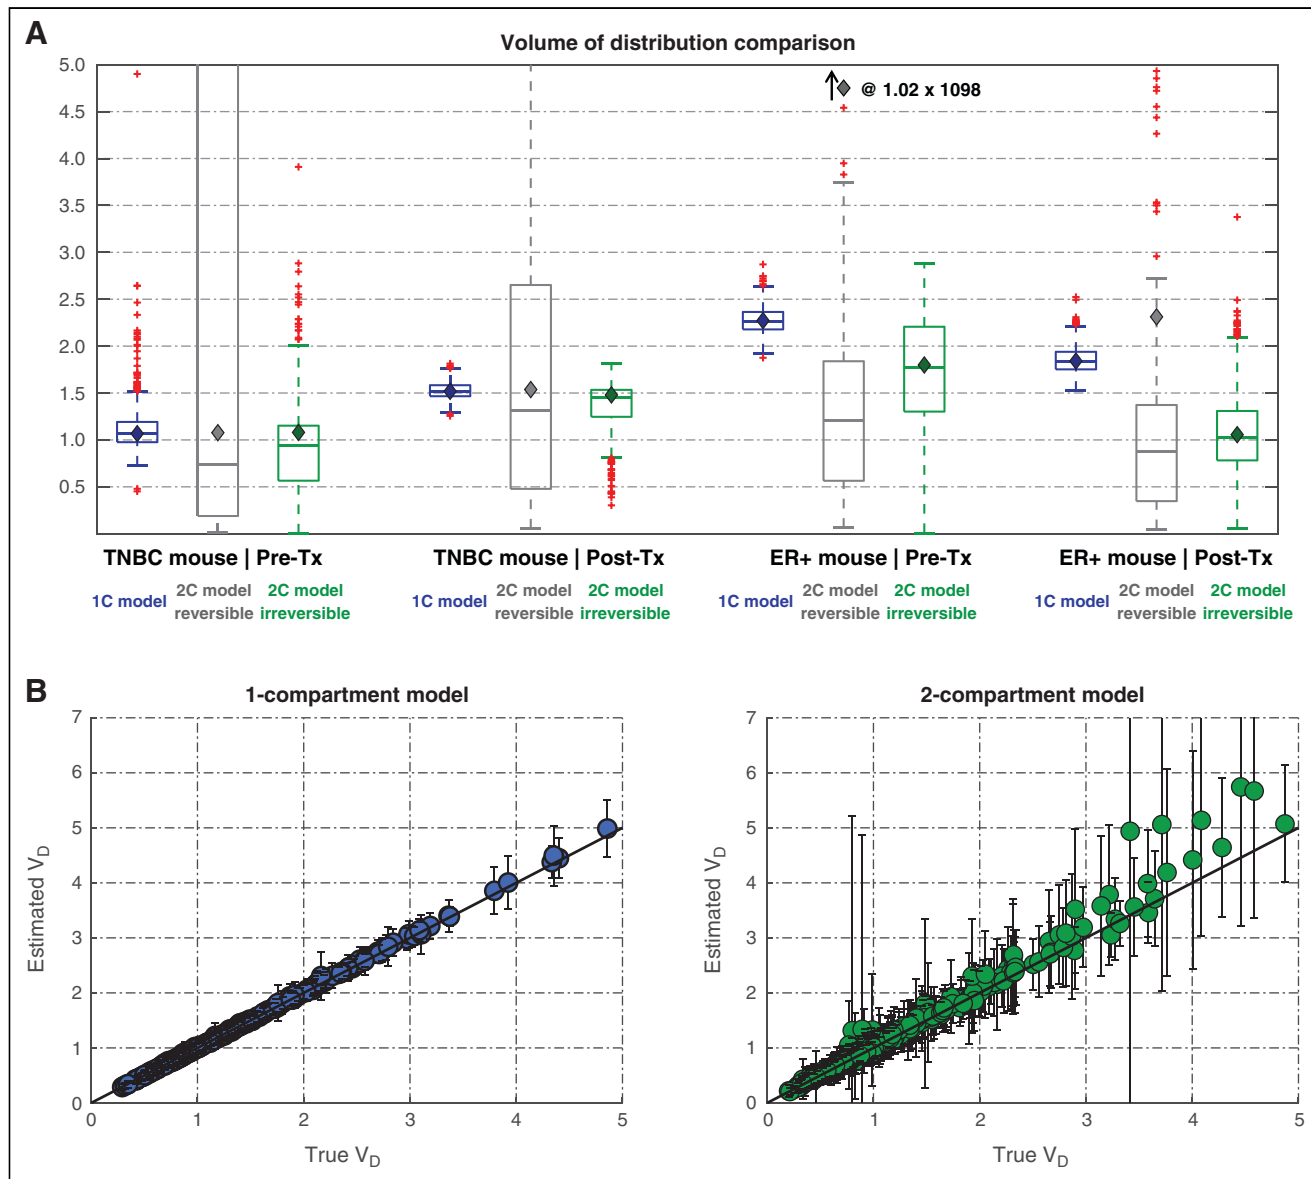 A
Volume of distribution comparison
5.0
4.5
4.0
3.5
3.0
2.5
2.0
1.5
1.0
0.5
@ 1.02 x 1098
TNBC mouse | Pre-Tx
TNBC mouse | Post-Tx
ER+ mouse | Pre-Tx
ER+ mouse | Post-Tx
1C model
2C model reversible
2C model irreversible
1C model
2C model reversible
2C model irreversible
1C model
2C model reversible
2C model irreversible
1C model
2C model reversible
2C model irreversible
B
1-compartment model
7
6
5
4
3
2
1
0
Estimated VD
0 1 2 3 4 5
True VD
2-compartment model
7
6
5
4
3
2
1
0
Estimated VD
0 1 2 3 4 5
True VD